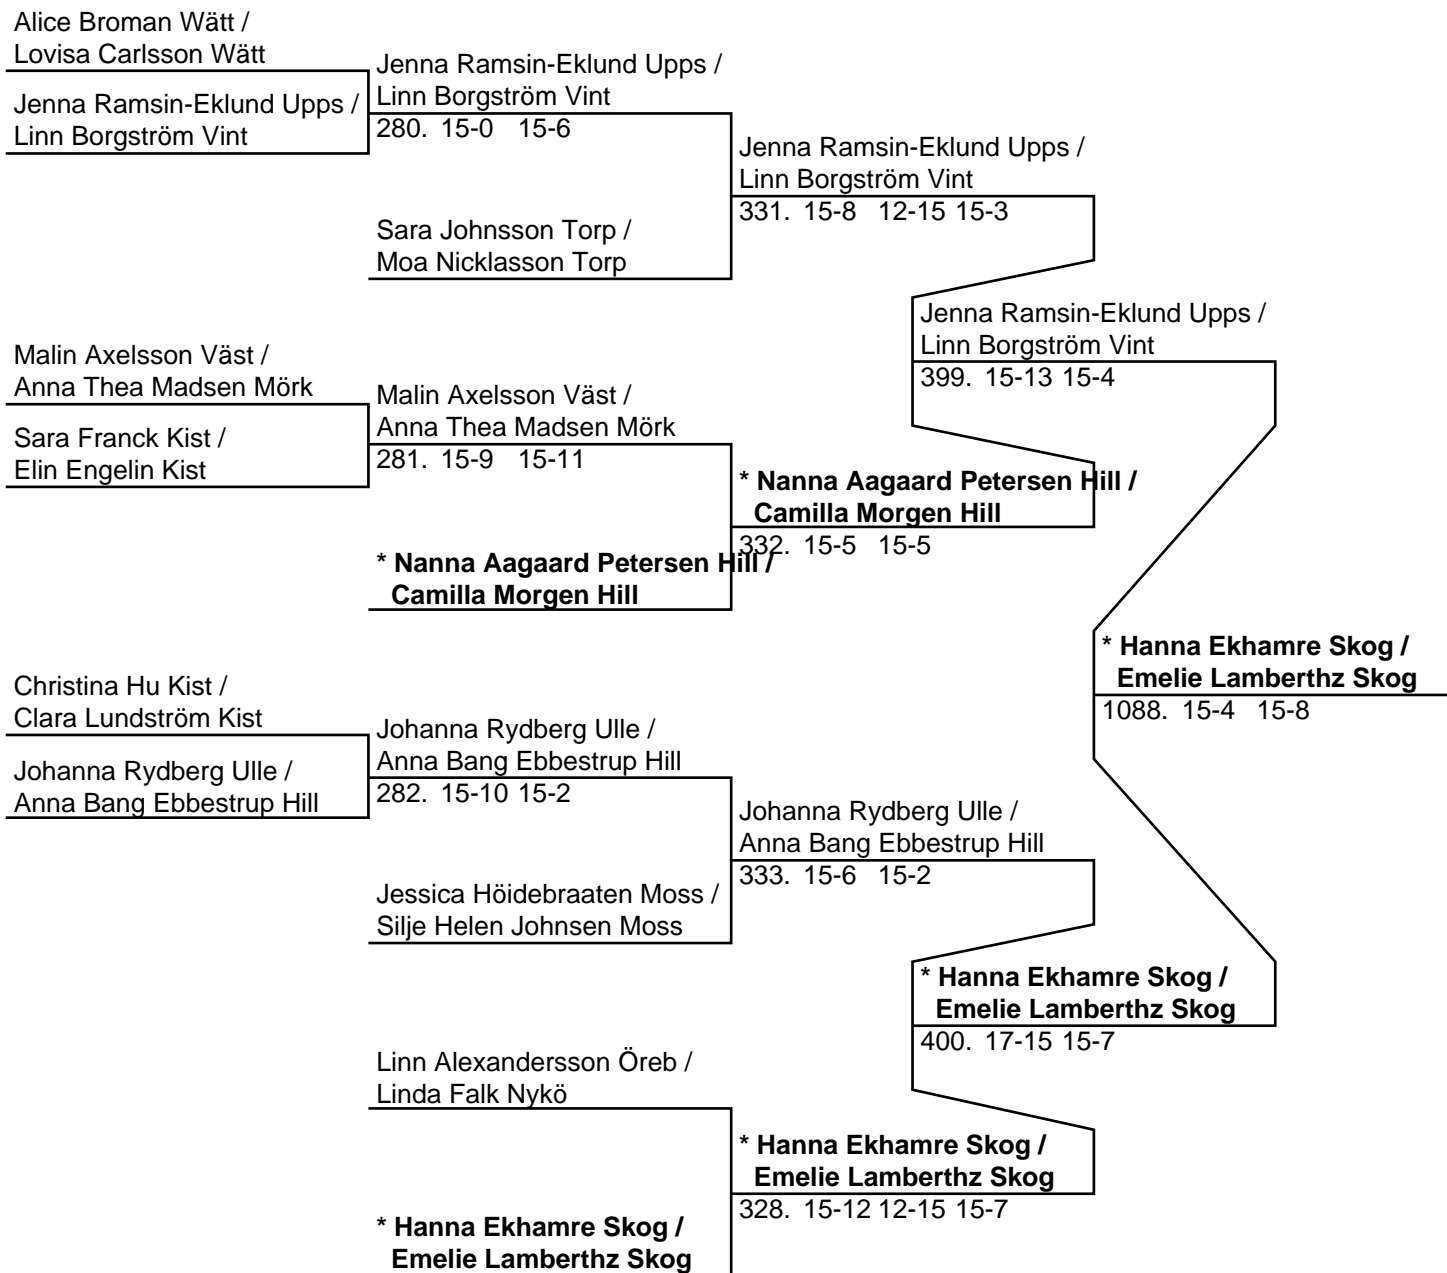 Alice Broman Wätt /
Lovisa Carlsson Wätt
Jenna Ramsin-Eklund Upps /
Linn Borgström Vint
Jenna Ramsin-Eklund Upps /
Linn Borgström Vint
280. 15-0 15-6
Jenna Ramsin-Eklund Upps /
Linn Borgström Vint
331. 15-8 12-15 15-3
Sara Johnsson Torp /
Moa Nicklasson Torp
Jenna Ramsin-Eklund Upps /
Linn Borgström Vint
399. 15-13 15-4
Malin Axelsson Väst /
Anna Thea Madsen Mörk
Sara Franck Kist /
Elin Engelin Kist
Malin Axelsson Väst /
Anna Thea Madsen Mörk
281. 15-9 15-11
* Nanna Aagaard Petersen Hill /
Camilla Morgen Hill
332. 15-5 15-5
* Nanna Aagaard Petersen Hill /
Camilla Morgen Hill
* Hanna Ekhamre Skog /
Emelie Lamberthz Skog
1088. 15-4 15-8
Christina Hu Kist /
Clara Lundström Kist
Johanna Rydberg Ulle /
Anna Bang Ebbestrup Hill
Johanna Rydberg Ulle /
Anna Bang Ebbestrup Hill
282. 15-10 15-2
Johanna Rydberg Ulle /
Anna Bang Ebbestrup Hill
333. 15-6 15-2
Jessica Höidebraaten Moss /
Silje Helen Johnsen Moss
* Hanna Ekhamre Skog /
Emelie Lamberthz Skog
400. 17-15 15-7
Linn Alexandersson Öreb /
Linda Falk Nykö
* Hanna Ekhamre Skog /
Emelie Lamberthz Skog
328. 15-12 12-15 15-7
* Hanna Ekhamre Skog /
Emelie Lamberthz Skog